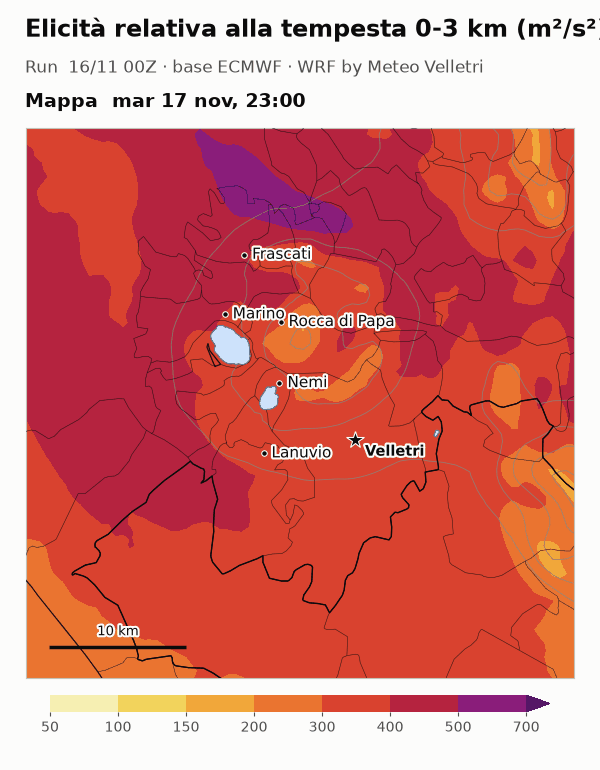 Elicità relativa alla tempesta 0-3 km (m²/s²)
Run 16/11 00Z · base ECMWF · WRF by Meteo Velletri
Mappa mar 17 nov, 23:00
Frascati
Marino
Rocca di Papa
Nemi
Velletri
Lanuvio
10 km
50 100 150 200 300 400 500 700